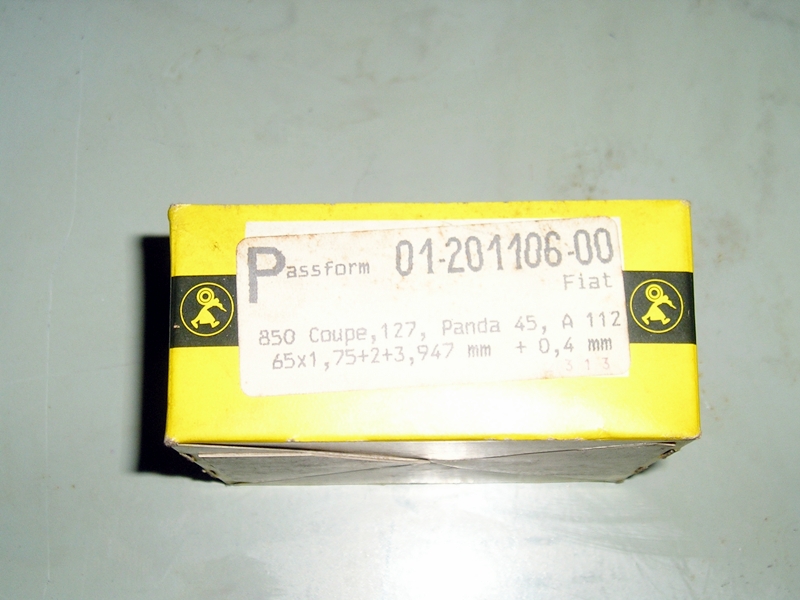 Passform 01-201106-00
Fiat
850 Coupe,127, Panda 45, A 112
65x1,75+2+3,947 mm + 0,4 mm
313